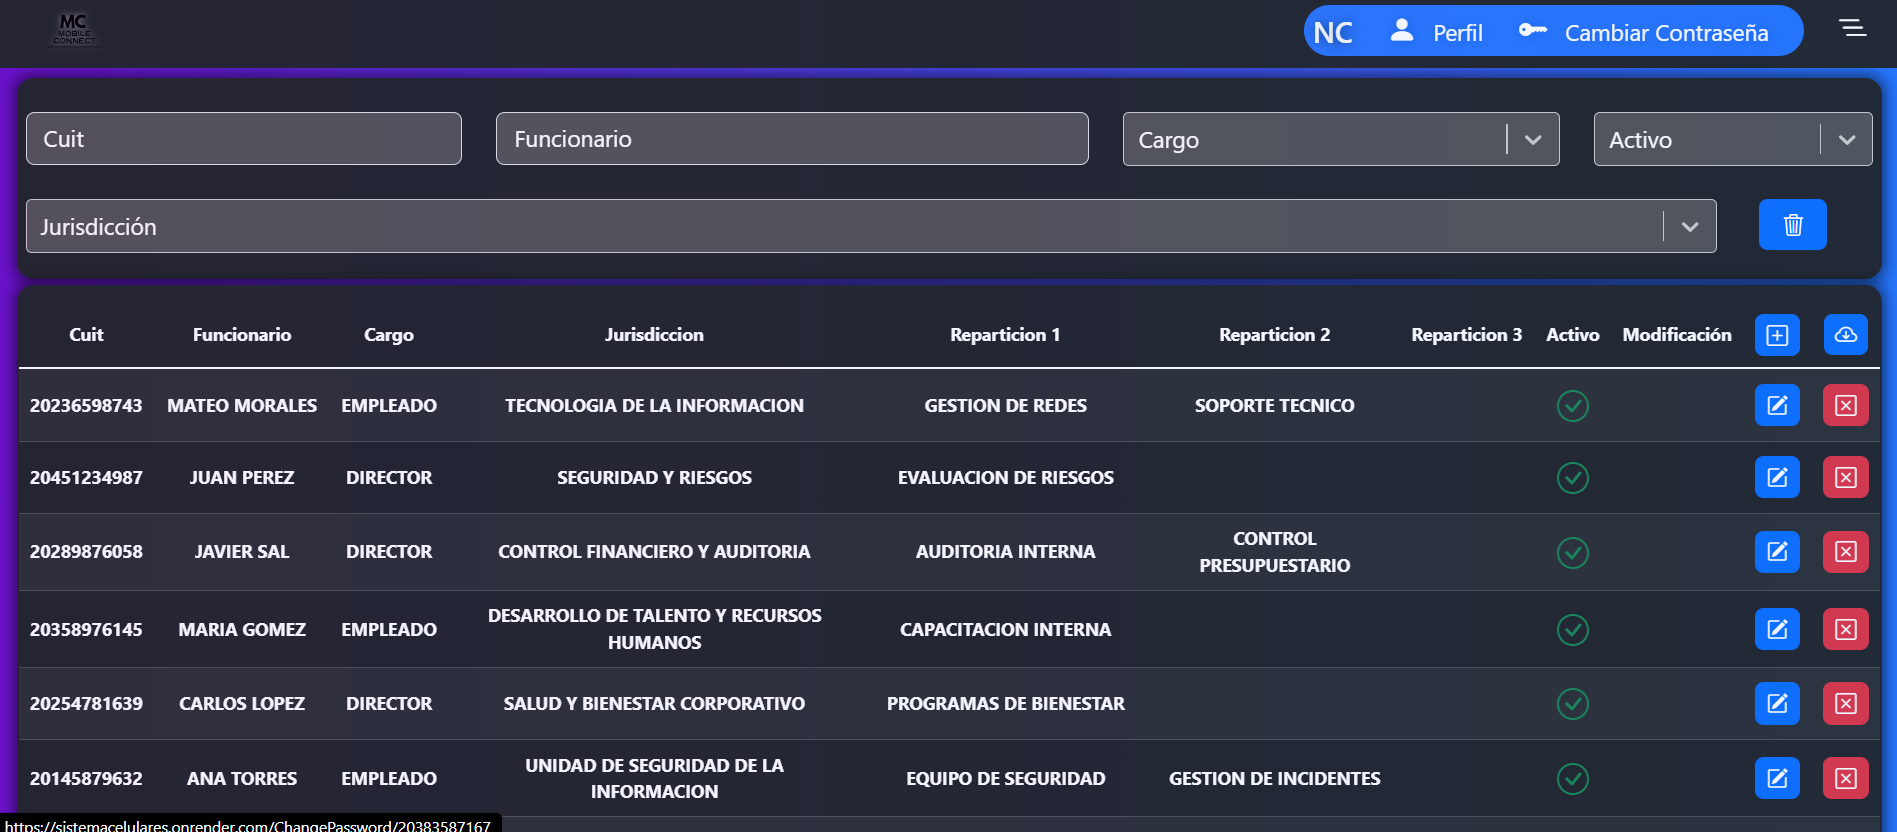 MC
MOBILE
CONNECT
NC Perfil Cambiar Contraseña
Cuit Funcionario Cargo Activo
Jurisdicción
Cuit Funcionario Cargo Jurisdiccion Reparticion 1 Reparticion 2 Reparticion 3 Activo Modificación
20236598743 MATEO MORALES EMPLEADO TECNOLOGIA DE LA INFORMACION GESTION DE REDES SOPORTE TECNICO
20451234987 JUAN PEREZ DIRECTOR SEGURIDAD Y RIESGOS EVALUACION DE RIESGOS
20289876058 JAVIER SAL DIRECTOR CONTROL FINANCIERO Y AUDITORIA AUDITORIA INTERNA CONTROL
PRESUPUESTARIO
20358976145 MARIA GOMEZ EMPLEADO DESARROLLO DE TALENTO Y RECURSOS
HUMANOS CAPACITACION INTERNA
20254781639 CARLOS LOPEZ DIRECTOR SALUD Y BIENESTAR CORPORATIVO PROGRAMAS DE BIENESTAR
20145879632 ANA TORRES EMPLEADO UNIDAD DE SEGURIDAD DE LA
INFORMACION EQUIPO DE SEGURIDAD GESTION DE INCIDENTES
https://sistemacelulares.onrender.com/ChangePassword/20383587167